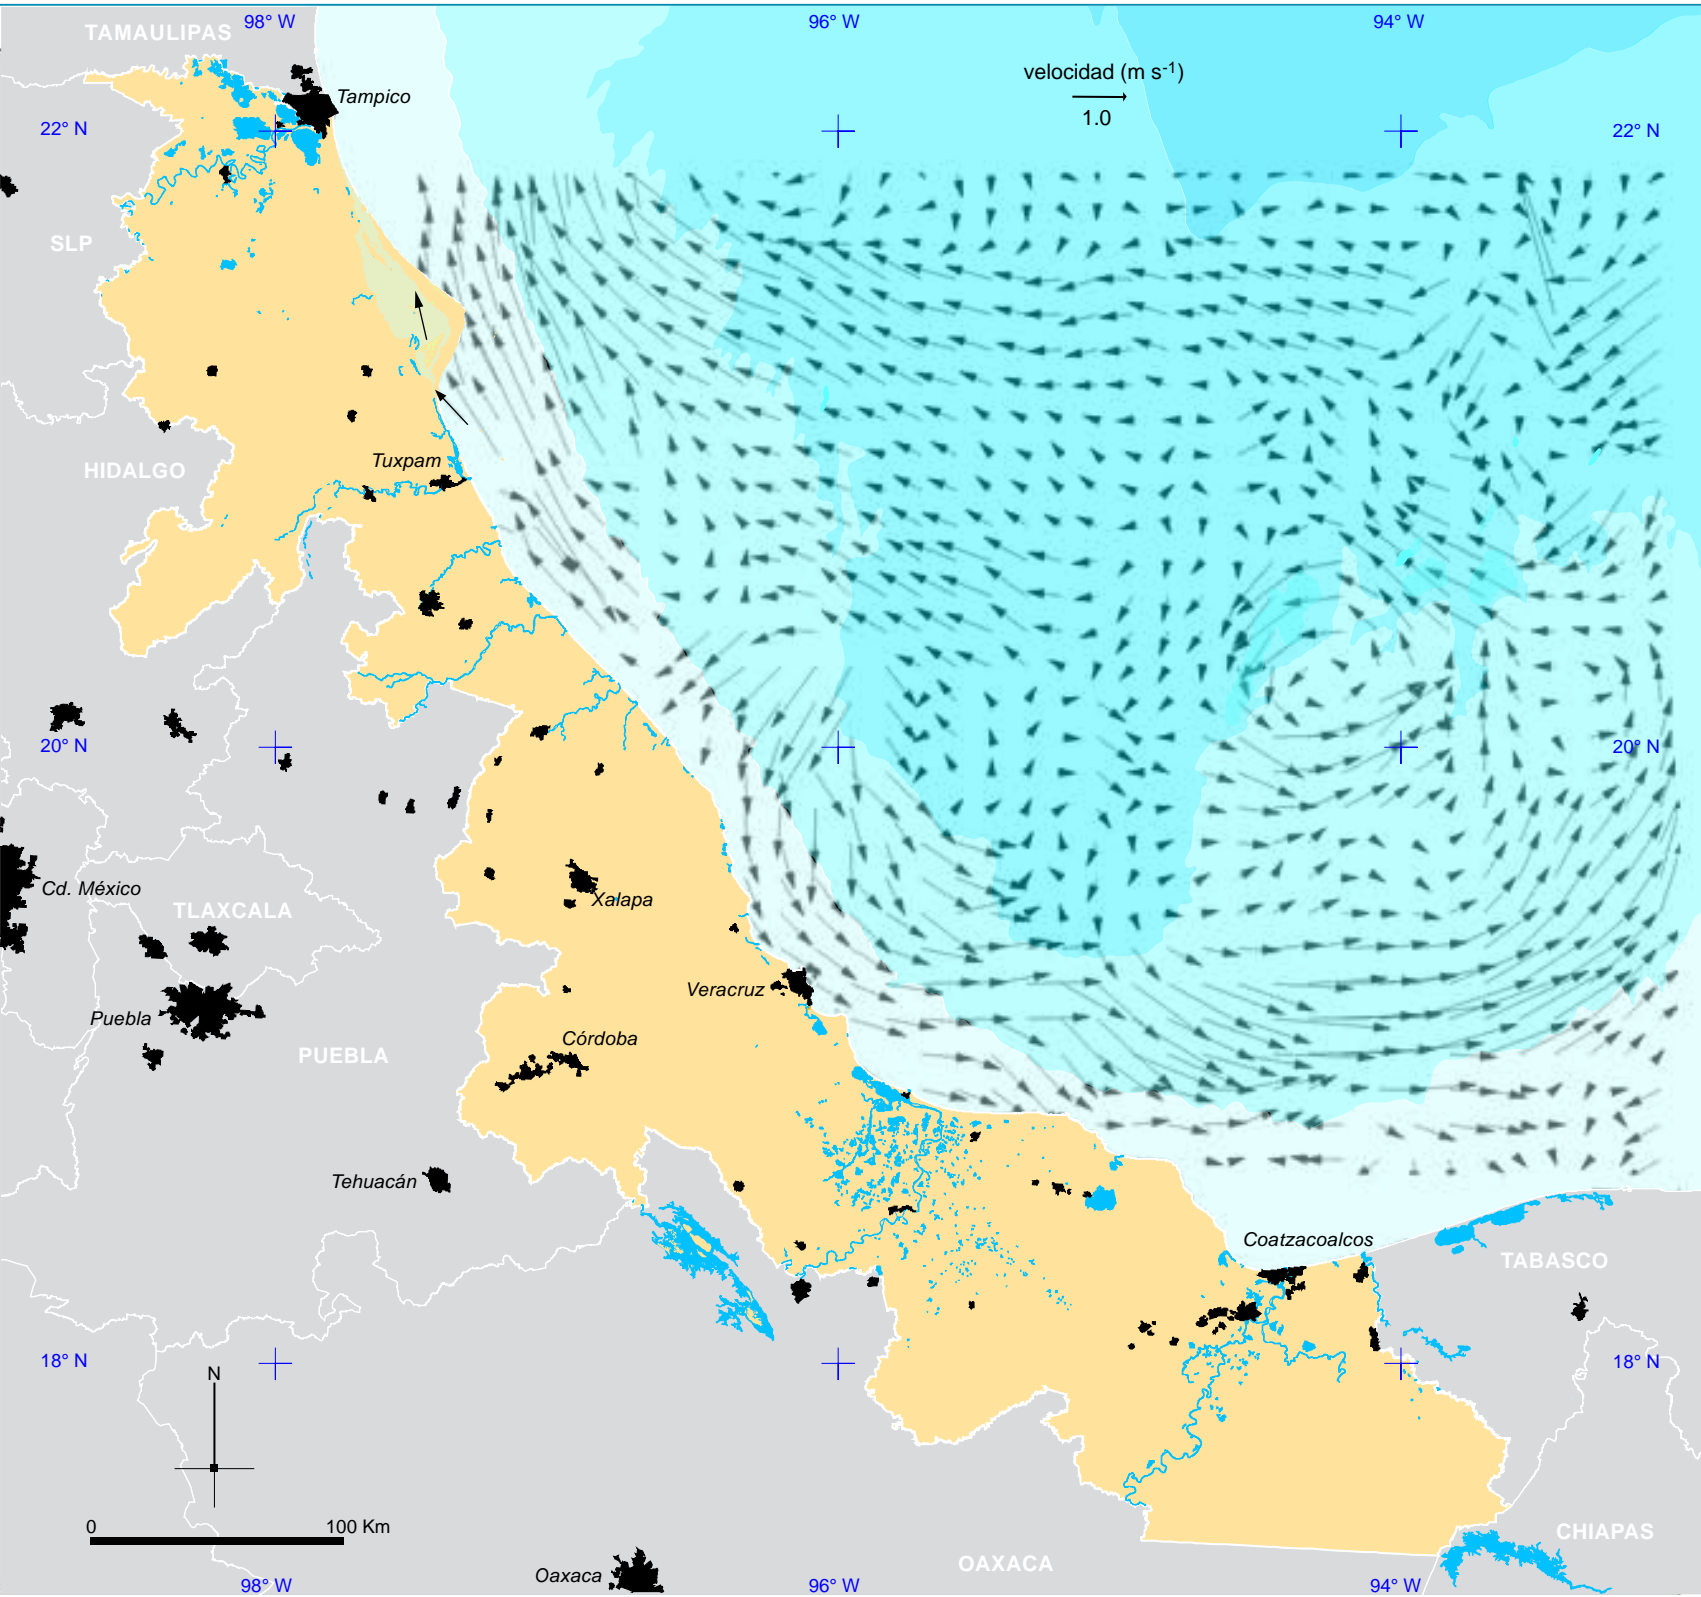 98° W
96° W
94° W
TAMAULIPAS
velocidad (m s-1)
1.0
Tampico
22° N
22° N
SLP
Tuxpam
HIDALGO
20° N
20° N
Cd. México
TLAXCALA
Xalapa
Veracruz
Puebla
Córdoba
PUEBLA
Tehuacán
Coatzacoalcos
TABASCO
18° N
18° N
N
0
100 Km
CHIAPAS
OAXACA
Oaxaca
98° W
96° W
94° W